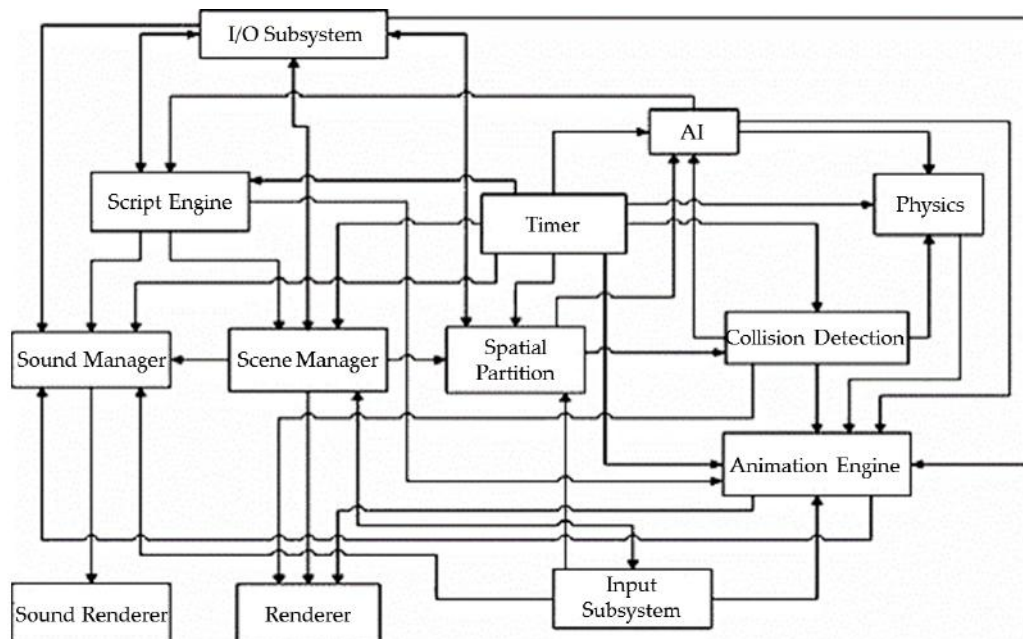 I/O Subsystem
AI
Script Engine
Timer
Physics
Sound Manager
Scene Manager
Spatial
Partition
Collision Detection
Animation Engine
Sound Renderer
Renderer
Input
Subsystem